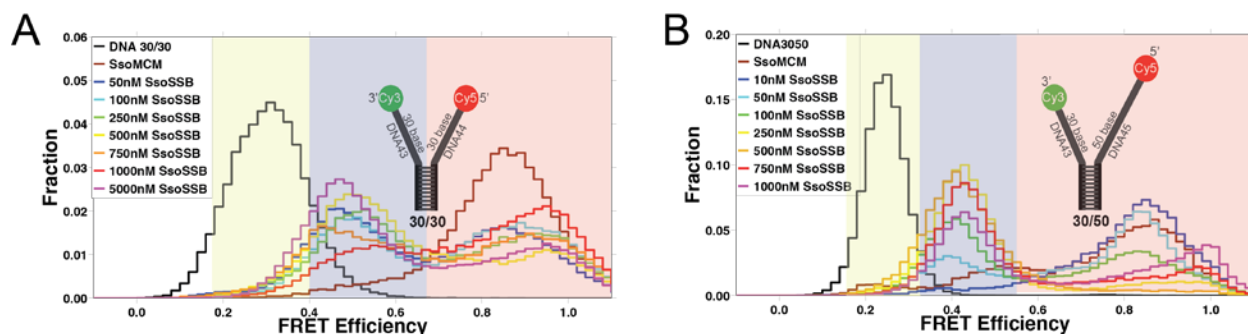 A
0.06
0.05
0.04
0.03
0.02
0.01
0.00
Fraction
DNA 30/30
SsoMCM
50nM SsoSSB
100nM SsoSSB
250nM SsoSSB
500nM SsoSSB
750nM SsoSSB
1000nM SsoSSB
5000nM SsoSSB
3' Cy3
Cy5 5'
30 base
DNA43
30 base
DNA44
30/30
0.0 0.2 0.4 0.6 0.8 1.0
FRET Efficiency
B
0.20
0.15
0.10
0.05
0.00
Fraction
DNA3050
SsoMCM
10nM SsoSSB
50nM SsoSSB
100nM SsoSSB
250nM SsoSSB
500nM SsoSSB
750nM SsoSSB
1000nM SsoSSB
5'
Cy5
3'
Cy3
30 base
DNA43
50 base
DNA45
30/50
0.0 0.2 0.4 0.6 0.8 1.0
FRET Efficiency